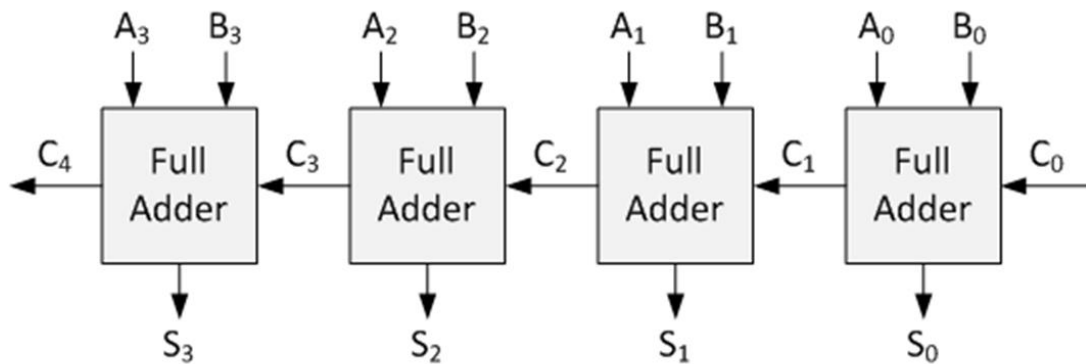 A₃ B₃ A₂ B₂ A₁ B₁ A₀ B₀
C₄ Full Adder C₃ Full Adder C₂ Full Adder C₁ Full Adder C₀
S₃ S₂ S₁ S₀